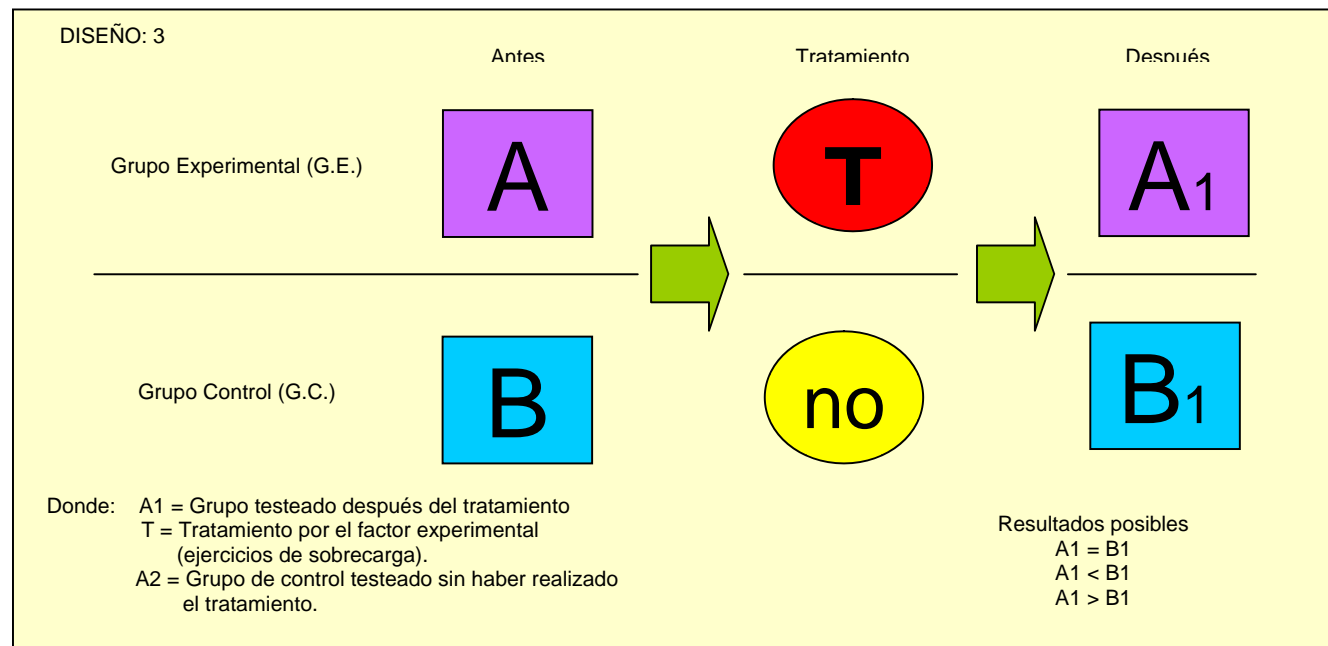 DISEÑO: 3
Antes
Tratamiento
Después
Grupo Experimental (G.E.)
A
T
A1
Grupo Control (G.C.)
B
no
B1
Donde: A1 = Grupo testeado después del tratamiento
T = Tratamiento por el factor experimental
(ejercicios de sobrecarga).
A2 = Grupo de control testeado sin haber realizado
el tratamiento.
Resultados posibles
A1 = B1
A1 < B1
A1 > B1